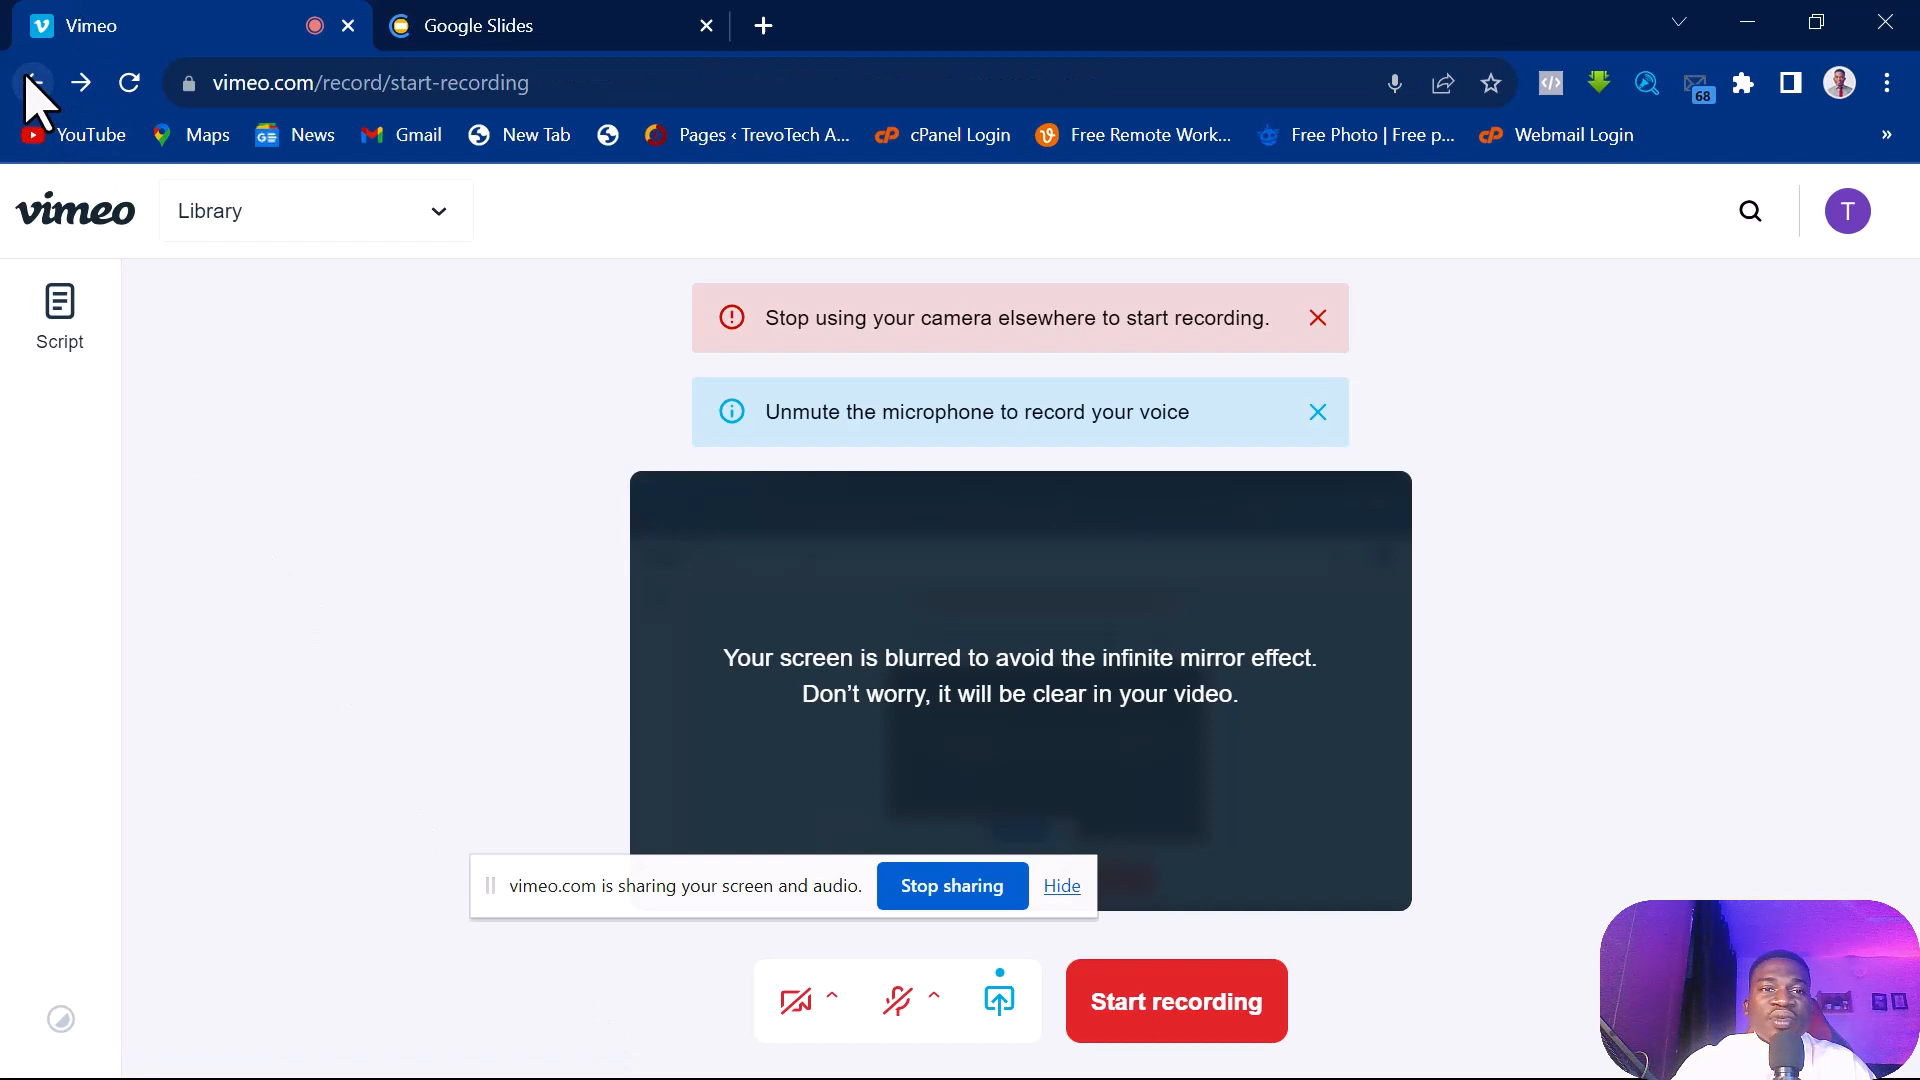 Vimeo
Google Slides
vimeo.com/record/start-recording
68
YouTube
Maps
News
Gmail
New Tab
Pages ‹ TrevoTech A...
cPanel Login
Free Remote Work...
Free Photo | Free p...
Webmail Login
»
vimeo
Library
T
Script
Stop using your camera elsewhere to start recording.
Unmute the microphone to record your voice
Your screen is blurred to avoid the infinite mirror effect.
Don’t worry, it will be clear in your video.
vimeo.com is sharing your screen and audio.
Stop sharing
Hide
Start recording